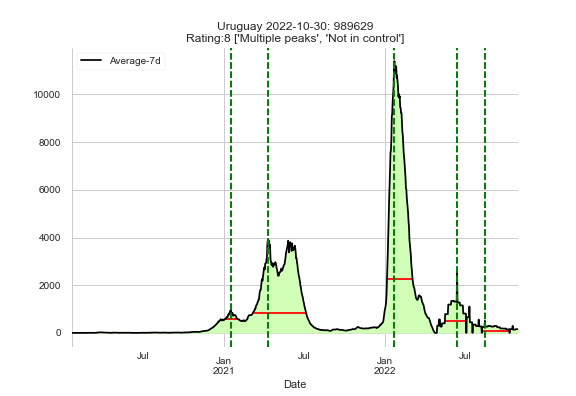 Uruguay 2022-10-30: 989629
Rating:8 ['Multiple peaks', 'Not in control']
Average-7d
10000
8000
6000
4000
2000
0
Jul
Jan
2021
Jul
Jan
2022
Jul
Date